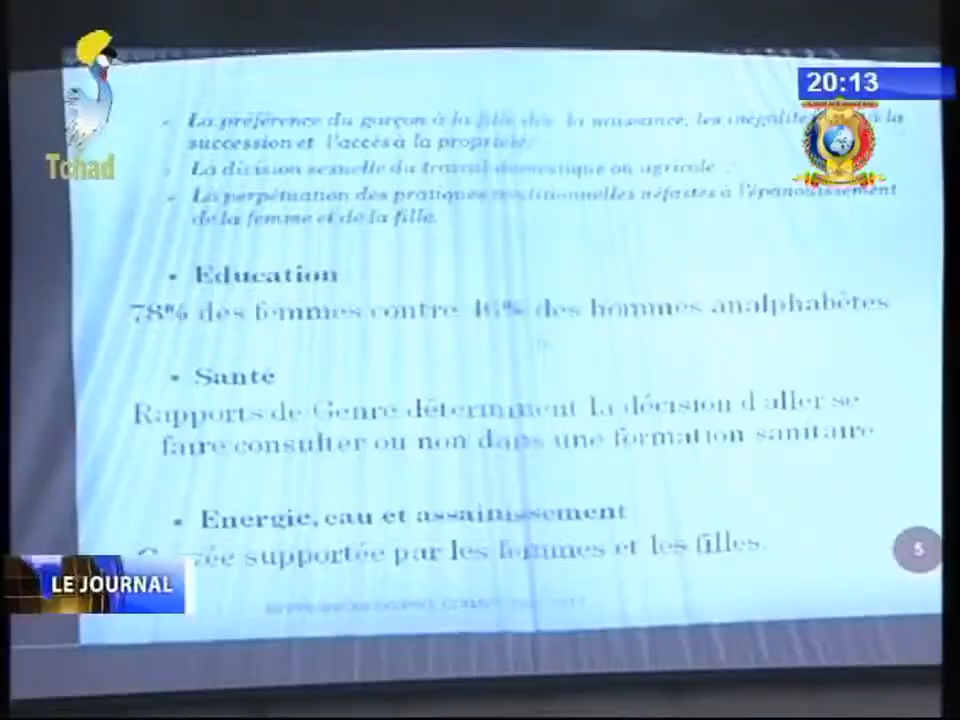 20:13
Tchad
- La préférence du garçon à la fille dès la naissance, les inégalités à la
succession et l'accès à la propriété;
- La division sexuelle du travail domestique ou agricole ;
- La perpétuation des pratiques traditionnelles néfastes à l'épanouissement
de la femme et de la fille.
• Education
78% des femmes contre 46% des hommes analphabètes
• Santé
Rapports de Genre déterminent la décision d'aller se
faire consulter ou non dans une formation sanitaire
• Energie, eau et assainissement
supportée par les femmes et les filles.
5
LE JOURNAL